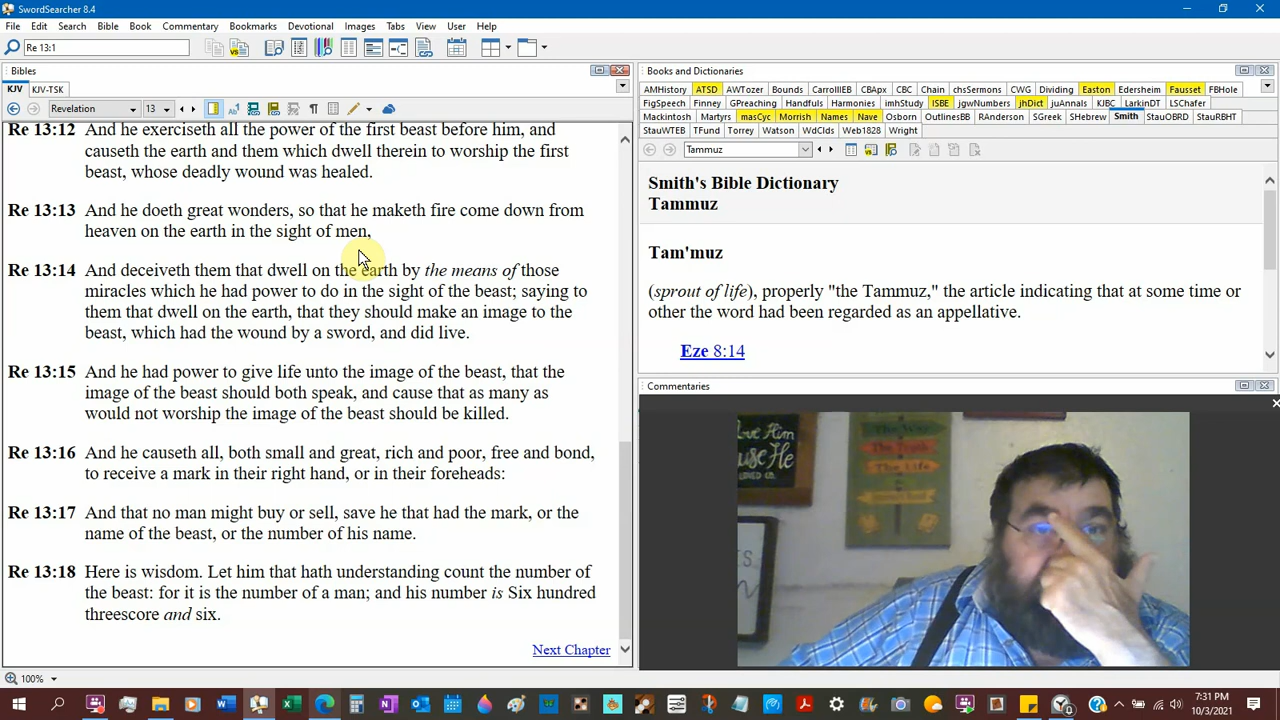 SwordSearcher 8.4
File Edit Search Bible Book Commentary Bookmarks Devotional Images Tabs View User Help
Re 13:1
Bibles
KJV KJV-TSK
Revelation 13
Re 13:12 And he exerciseth all the power of the first beast before him, and
causeth the earth and them which dwell therein to worship the first
beast, whose deadly wound was healed.
Re 13:13 And he doeth great wonders, so that he maketh fire come down from
heaven on the earth in the sight of men,
Re 13:14 And deceiveth them that dwell on the earth by the means of those
miracles which he had power to do in the sight of the beast; saying to
them that dwell on the earth, that they should make an image to the
beast, which had the wound by a sword, and did live.
Re 13:15 And he had power to give life unto the image of the beast, that the
image of the beast should both speak, and cause that as many as
would not worship the image of the beast should be killed.
Re 13:16 And he causeth all, both small and great, rich and poor, free and bond,
to receive a mark in their right hand, or in their foreheads:
Re 13:17 And that no man might buy or sell, save he that had the mark, or the
name of the beast, or the number of his name.
Re 13:18 Here is wisdom. Let him that hath understanding count the number of
the beast: for it is the number of a man; and his number is Six hundred
threescore and six.
Next Chapter
100%
Books and Dictionaries
AMHistory ATSD AWTozer Bounds CarrollIEB CBApx CBC Chain chsSermons CWG Dividing Easton Edersheim Fausset FBHole
FigSpeech Finney GPreaching Handfuls Harmonies imhStudy ISBE jgwNumbers jhDict juAnnals KJBC LarkinDT LSChafer
Mackintosh Martyrs masCyc Morrish Names Nave Osborn OutlinesBB RAnderson SGreek SHebrew Smith StauOBRD StauRBHT
StauWTEB TFund Torrey Watson WdClds Web1828 Wright
Tammuz
Smith's Bible Dictionary
Tammuz
Tam'muz
(sprout of life), properly "the Tammuz," the article indicating that at some time or
other the word had been regarded as an appellative.
Eze 8:14
Commentaries
The Way
The Truth
The Life
7:31 PM
10/3/2021